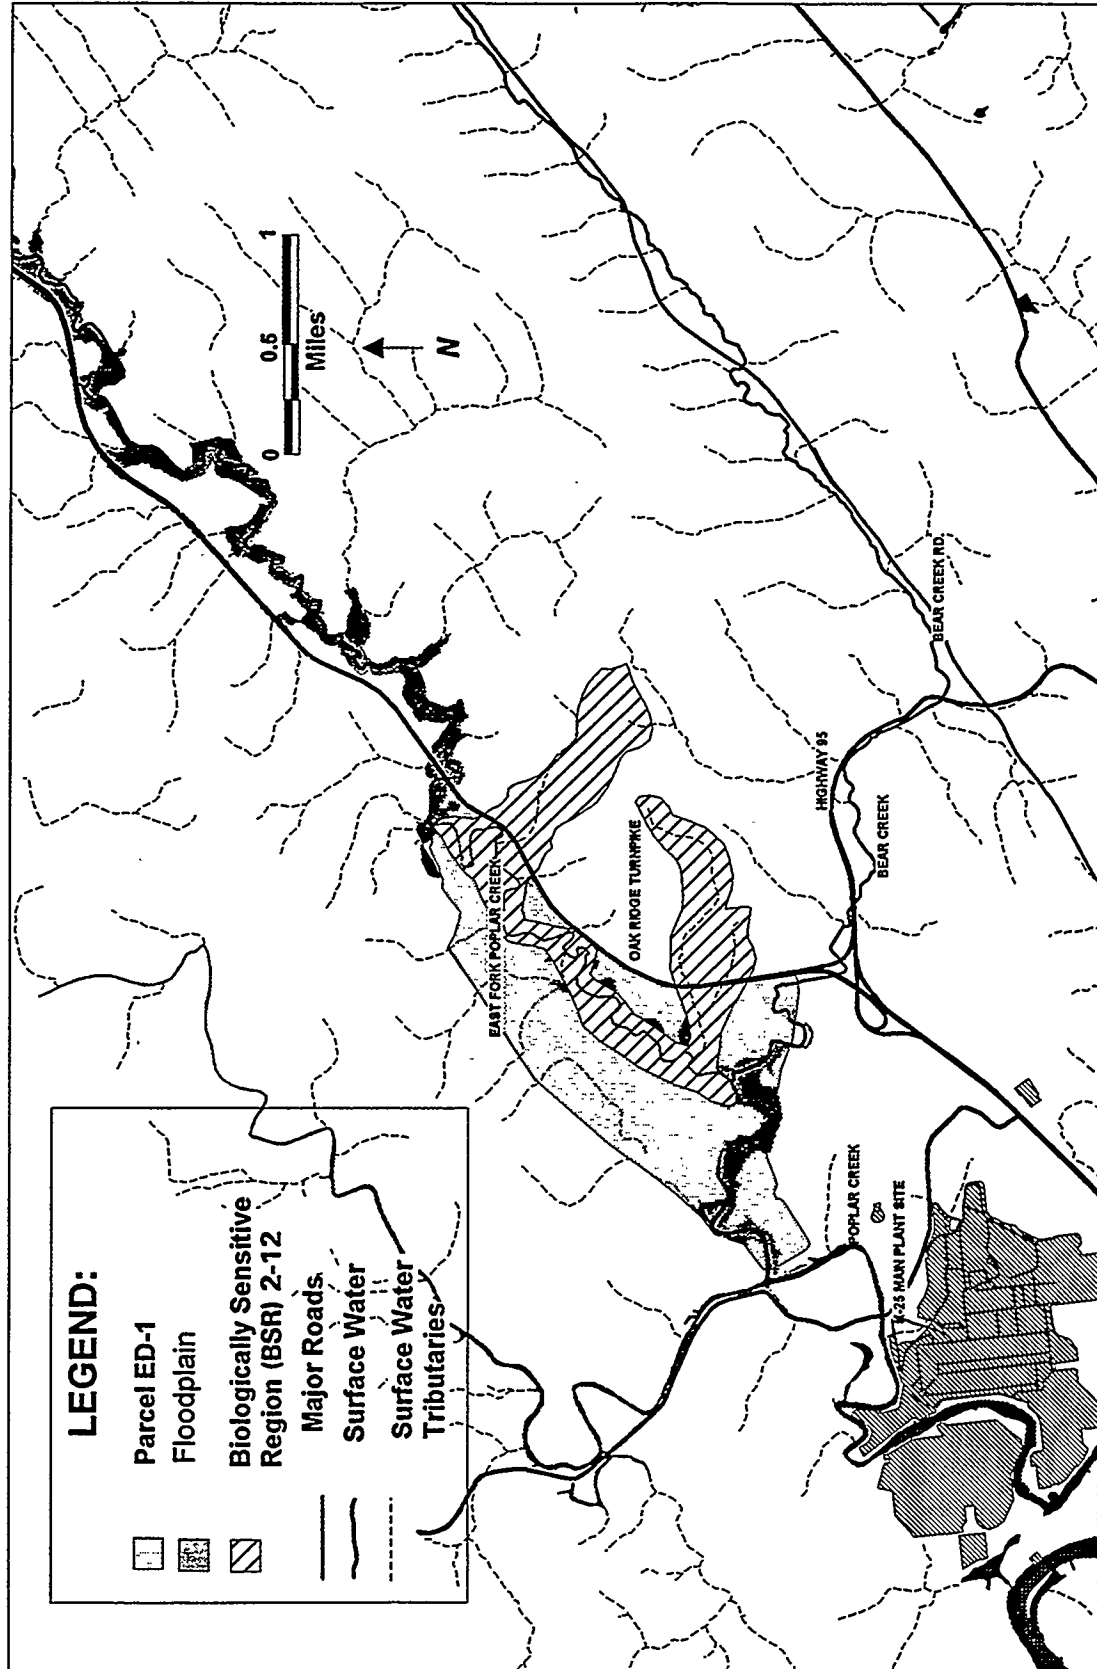 LEGEND:
Parcel ED-1
Floodplain
Biologically Sensitive
Region (BSR) 2-12
Major Roads
Surface Water
Surface Water
Tributaries
0 0.5 1
Miles
N
EAST FORK POPLAR CREEK
OAK RIDGE TURNPIKE
HIGHWAY 95
BEAR CREEK
BEAR CREEK RD.
POPLAR CREEK
K-25 MAIN PLANT SITE